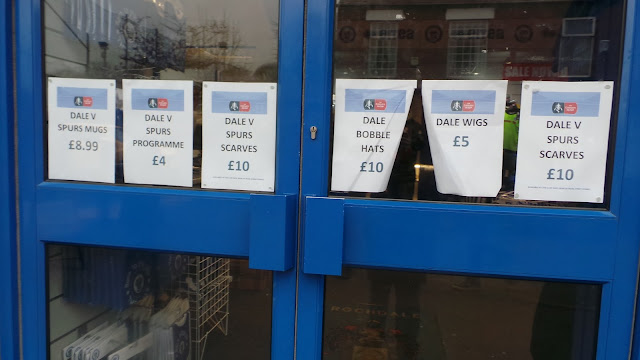 DALE V
SPURS MUGS
£8.99
DALE V
SPURS
PROGRAMME
£4
DALE V
SPURS
SCARVES
£10
DALE
BOBBLE
HATS
£10
DALE WIGS
£5
DALE V
SPURS
SCARVES
£10
ROCHDALE